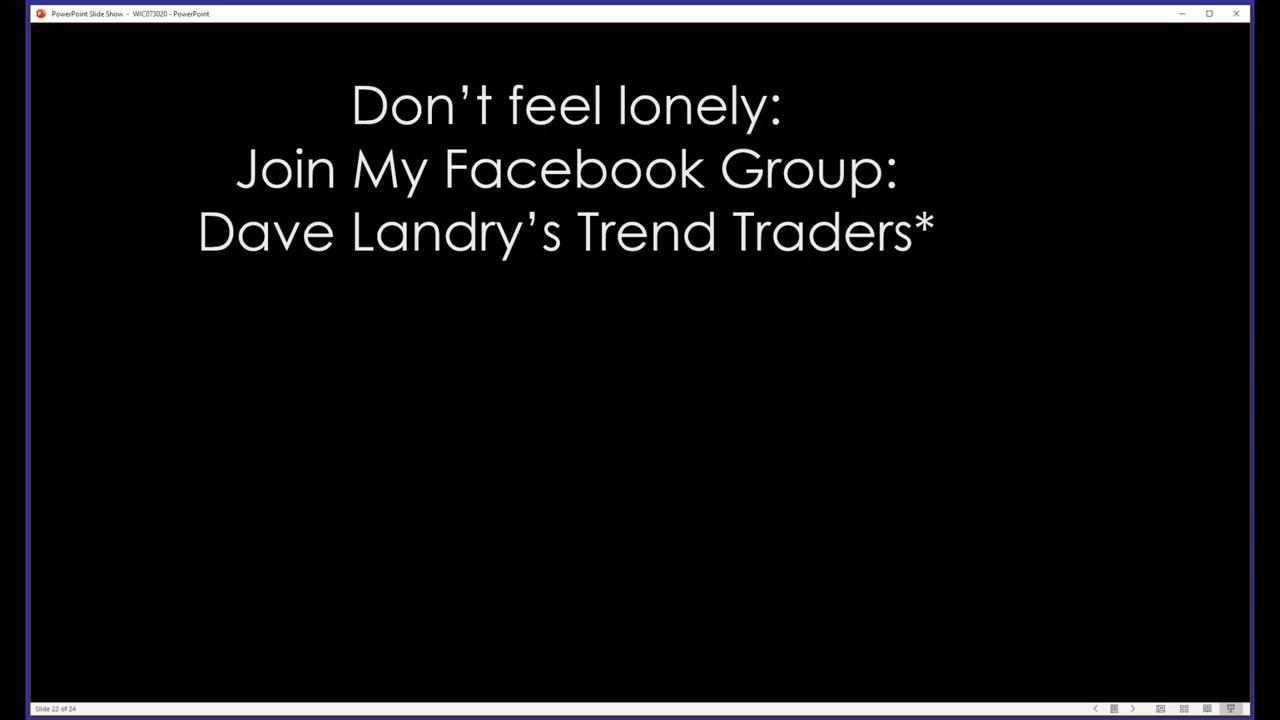 PowerPoint Slide Show - WIC073020 - PowerPoint
Don’t feel lonely:
Join My Facebook Group:
Dave Landry’s Trend Traders*
Slide 22 of 24